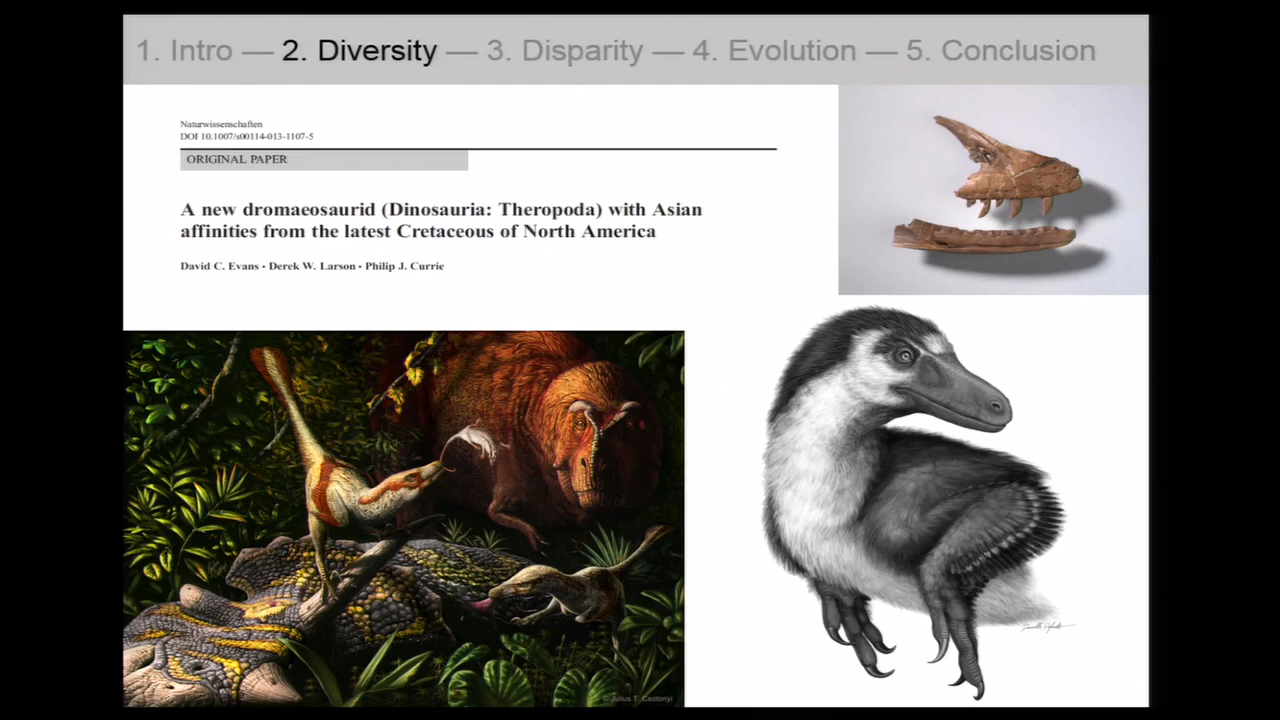 1. Intro — 2. Diversity — 3. Disparity — 4. Evolution — 5. Conclusion
Naturwissenschaften
DOI 10.1007/s00114-013-1107-5
ORIGINAL PAPER
A new dromaeosaurid (Dinosauria: Theropoda) with Asian
affinities from the latest Cretaceous of North America
David C. Evans · Derek W. Larson · Philip J. Currie
© Julius T. Csotonyi